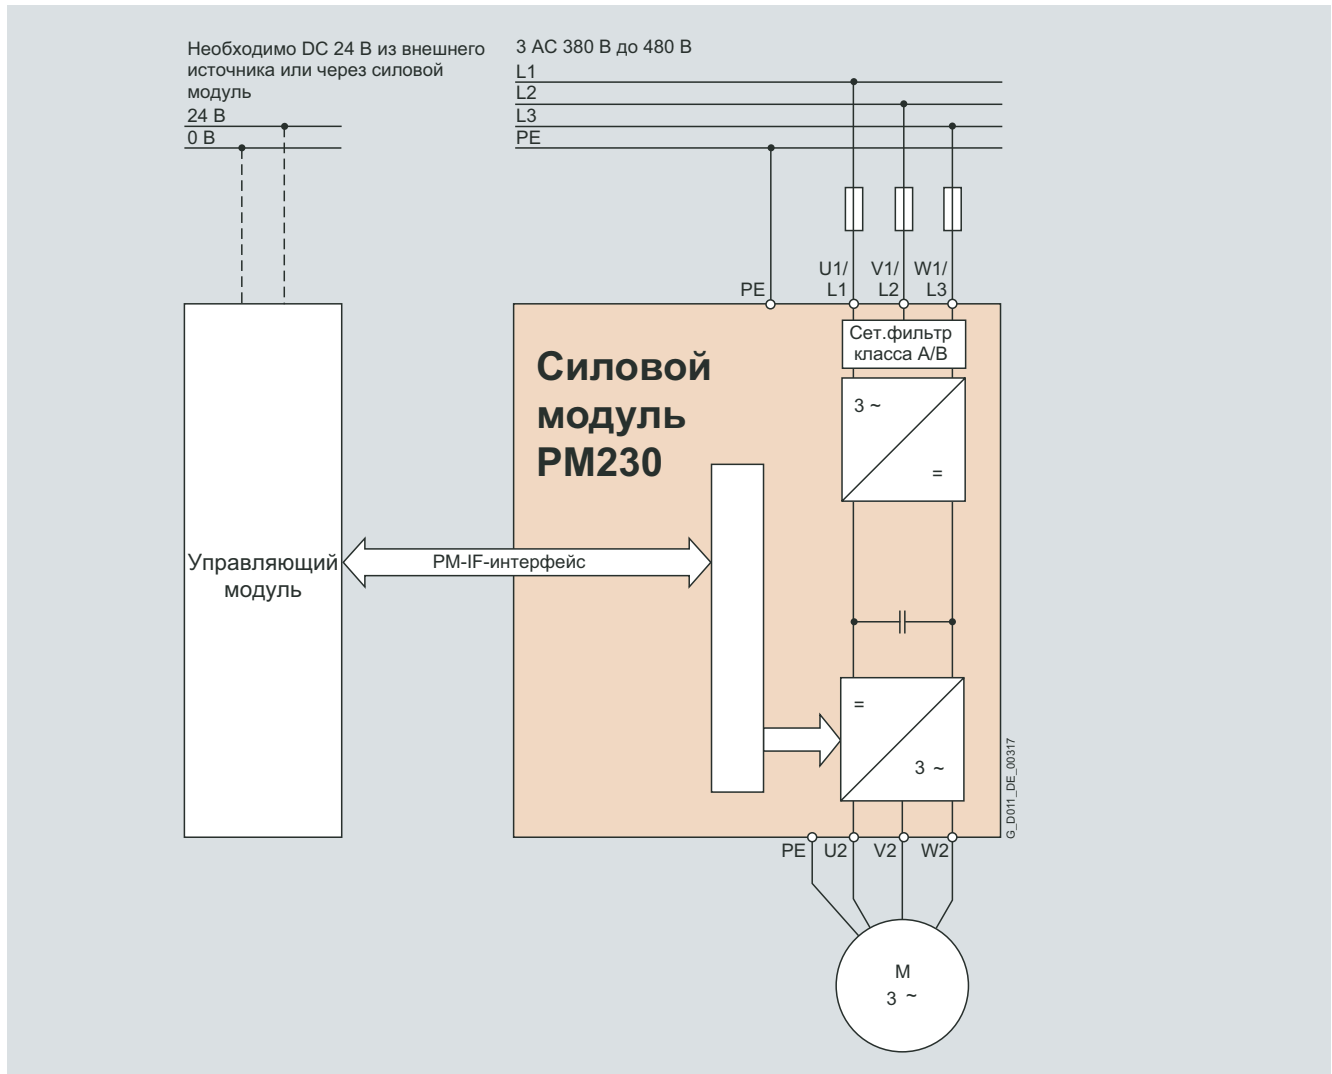 Необходимо DC 24 В из внешнего
источника или через силовой
модуль
24 В
0 В
3 AC 380 В до 480 В
L1
L2
L3
PE
U1/
L1
V1/
L2
W1/
L3
PE
Сет.фильтр
класса A/B
Силовой
модуль
PM230
3 ~
=
Управляющий
модуль
PM-IF-интерфейс
=
3 ~
G_D011_DE_00317
PE
U2
V2
W2
M
3 ~